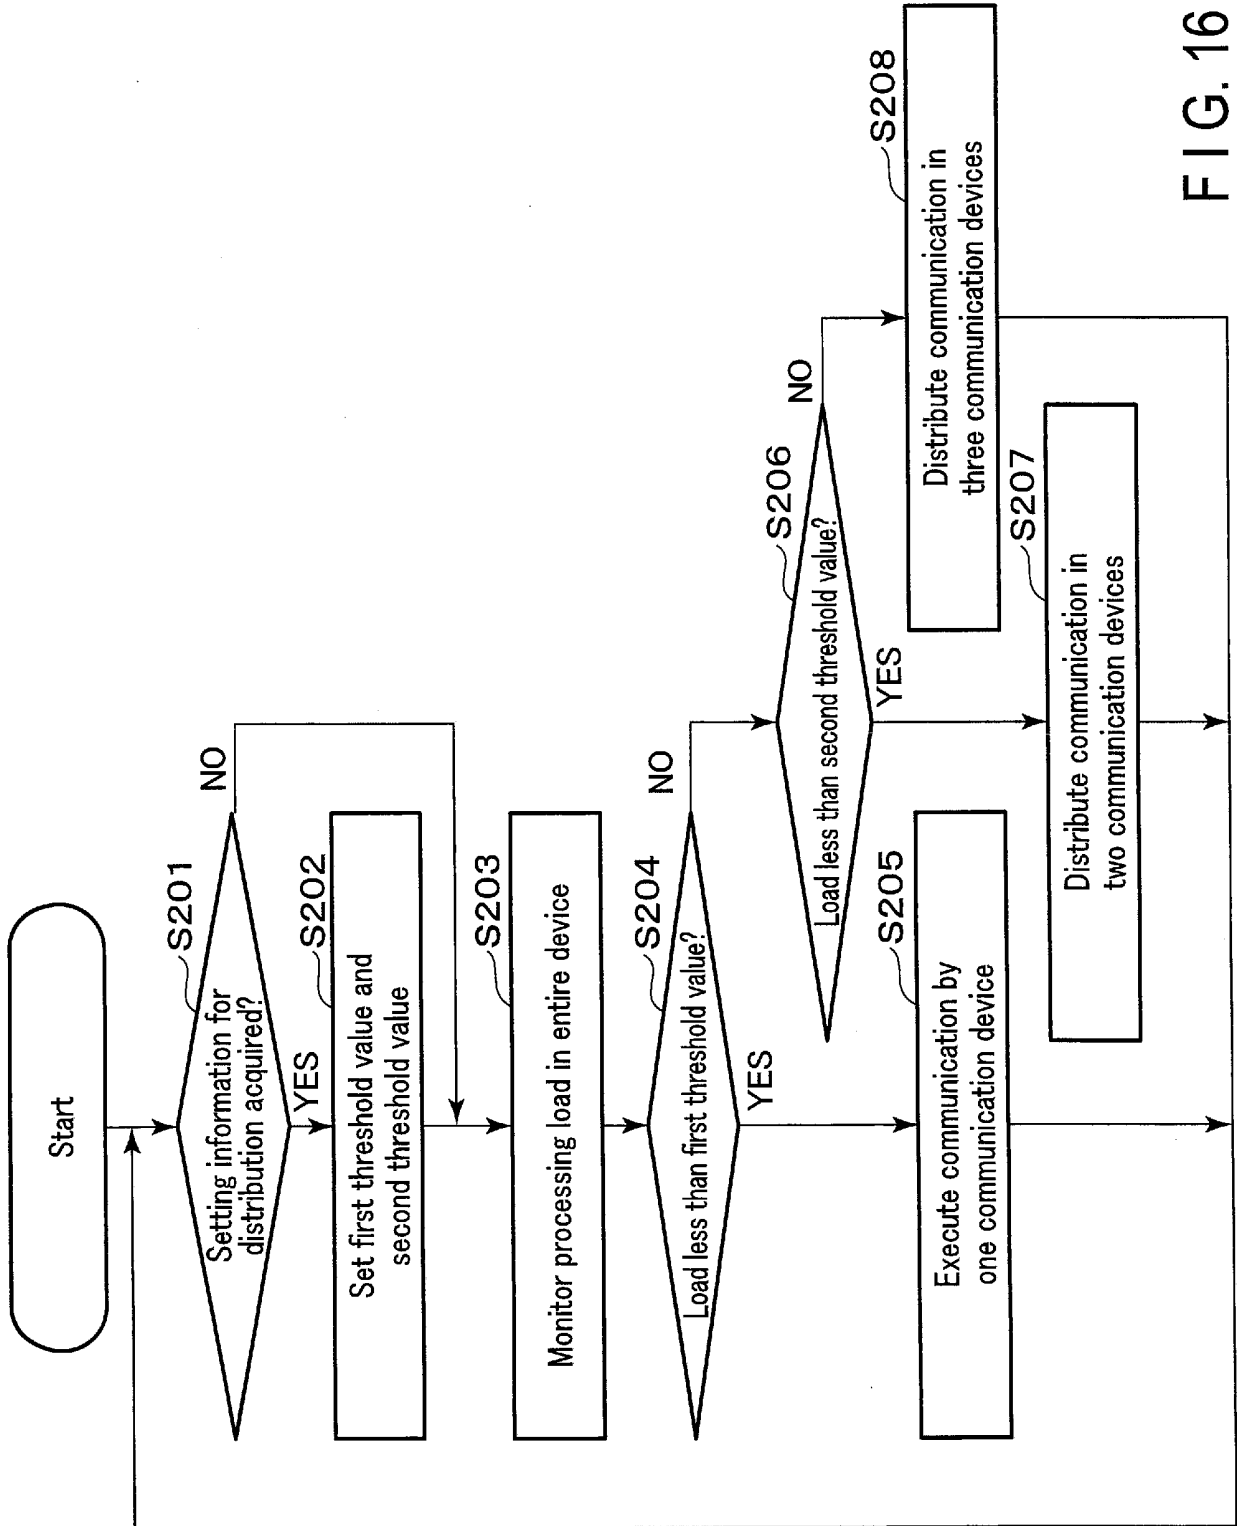 Start
S201
Setting information for
distribution acquired?
NO
YES
S202
Set first threshold value and
second threshold value
S203
Monitor processing load in entire device
S204
Load less than first threshold value?
NO
YES
S205
Execute communication by
one communication device
S206
Load less than second threshold value?
NO
YES
S207
Distribute communication in
two communication devices
S208
Distribute communication in
three communication devices
FIG. 16